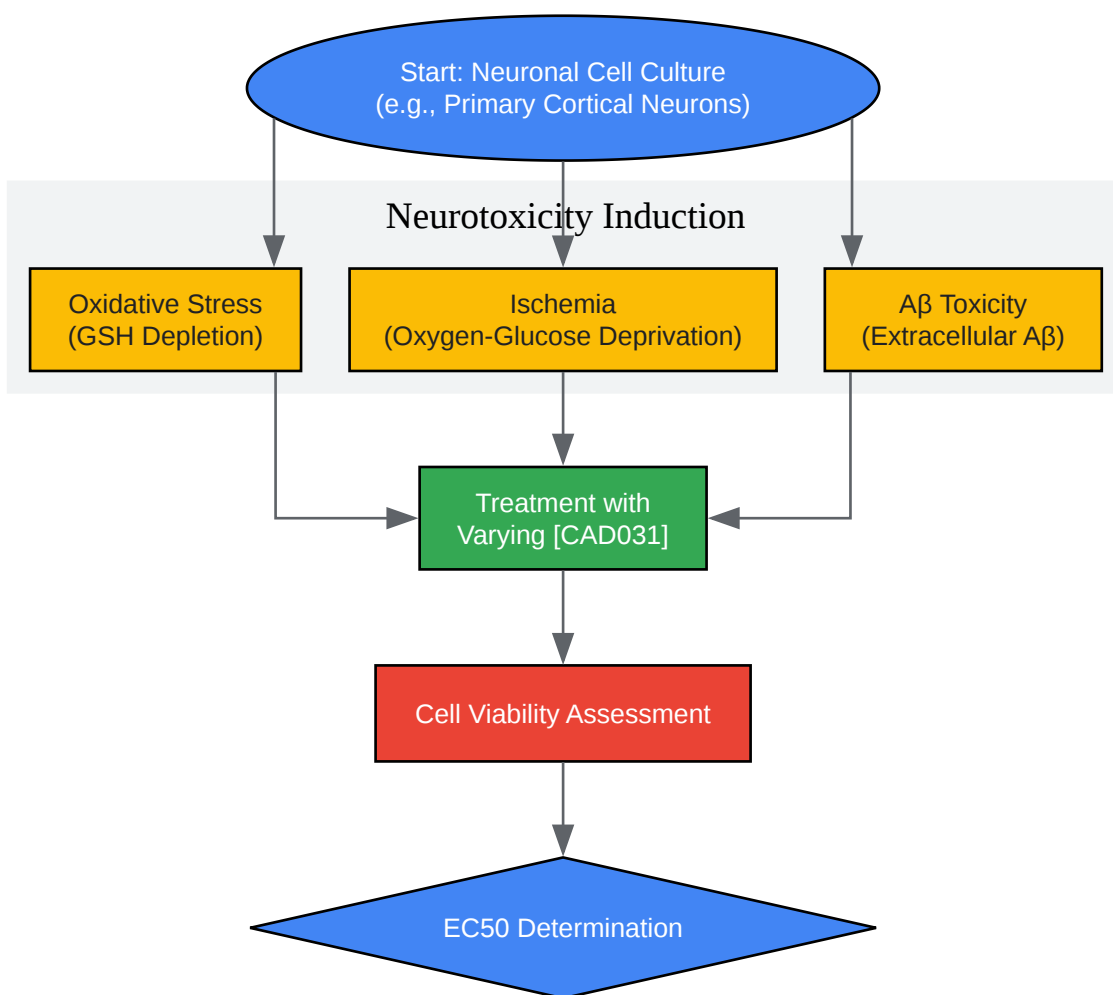 Start: Neuronal Cell Culture
(e.g., Primary Cortical Neurons)
Neurotoxicity Induction
Oxidative Stress
(GSH Depletion)
Ischemia
(Oxygen-Glucose Deprivation)
Aβ Toxicity
(Extracellular Aβ)
Treatment with
Varying [CAD031]
Cell Viability Assessment
EC50 Determination